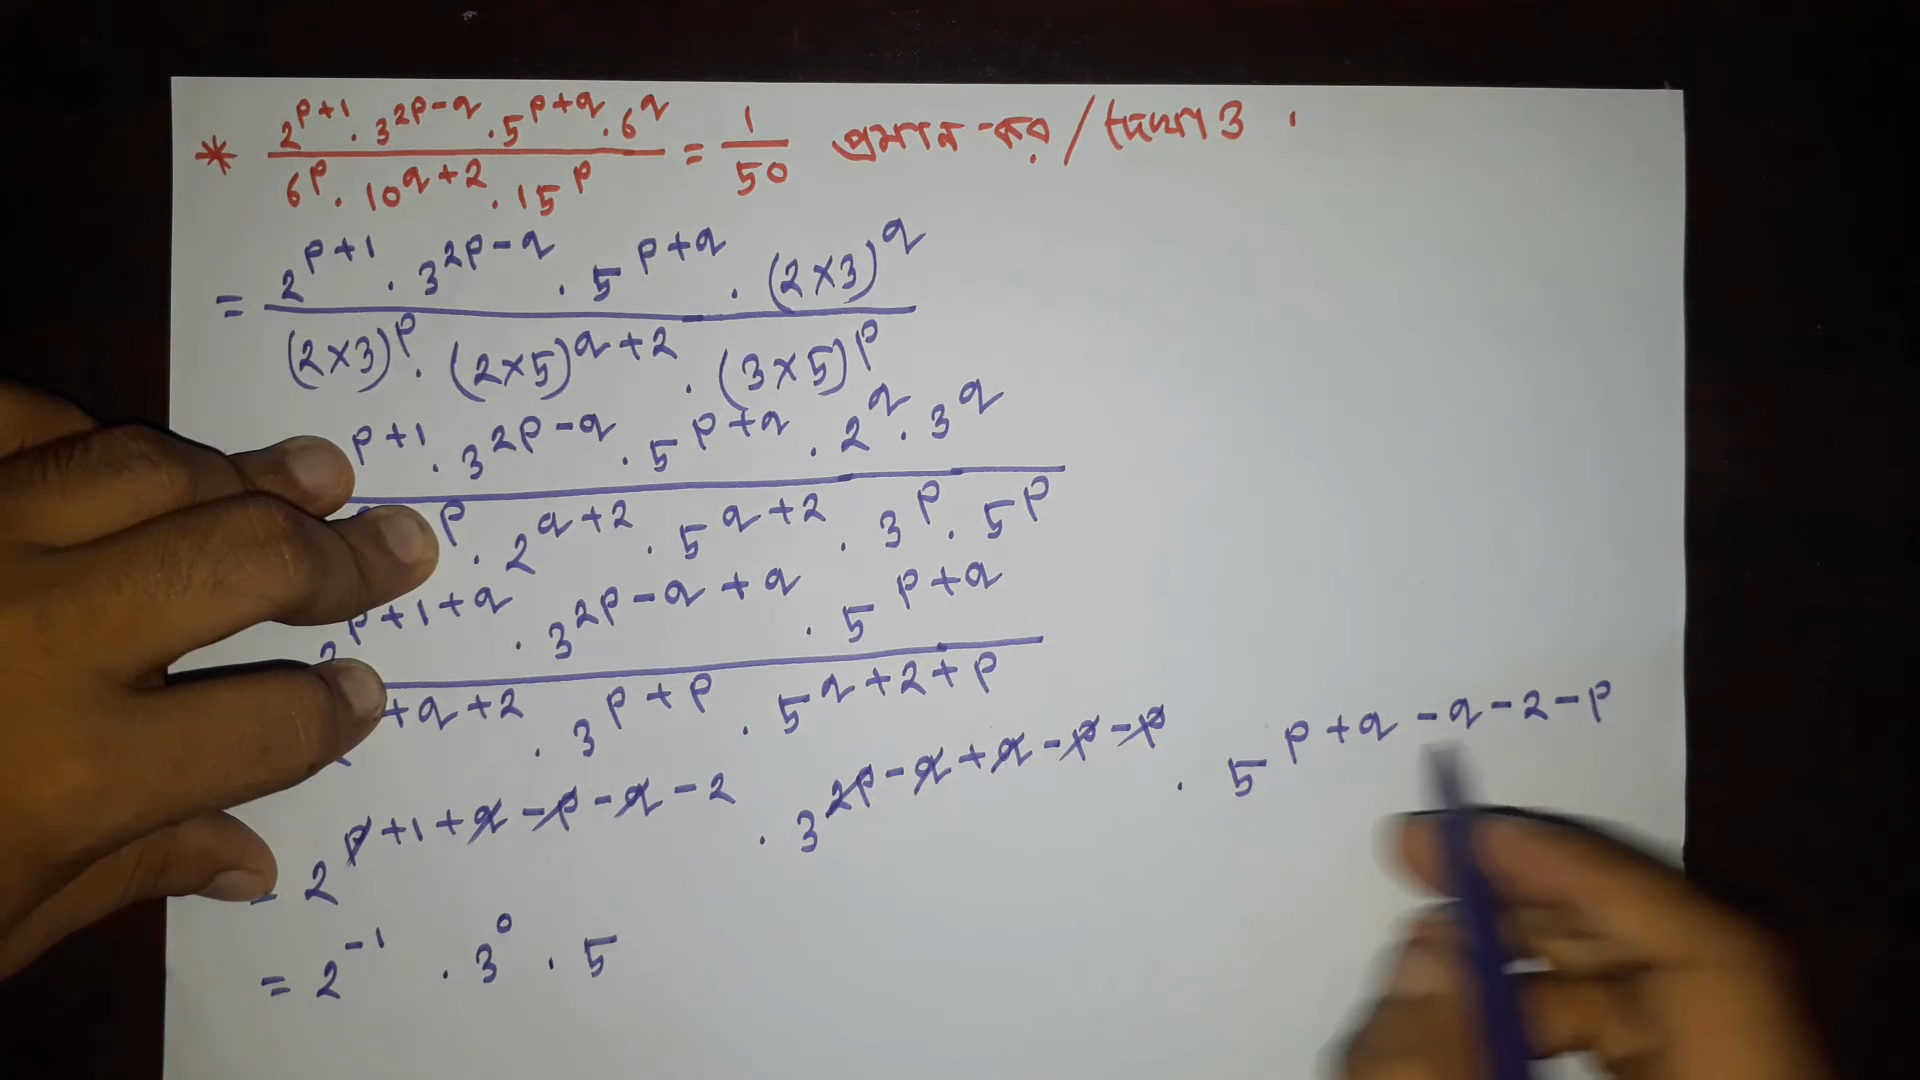 * (2^{p+1} . 3^{2p-q} . 5^{p+q} . 6^q) / (6^p . 10^{q+2} . 15^p) = 1/50 প্রমান কর / দেখাও .
= (2^{p+1} . 3^{2p-q} . 5^{p+q} . (2×3)^q) / ((2×3)^p . (2×5)^{q+2} . (3×5)^p)
p+1 . 3^{2p-q} . 5^{p+q} . 2^q . 3^q / p . 2^{q+2} . 5^{q+2} . 3^p . 5^p
2^{p+1+q} . 3^{2p-q+q} . 5^{p+q} / +q+2 . 3^{p+p} . 5^{q+2+p}
= 2^{p+1+q-p-q-2} . 3^{2p-q+q-p-p} . 5^{p+q-q-2-p}
= 2^{-1} . 3^0 . 5